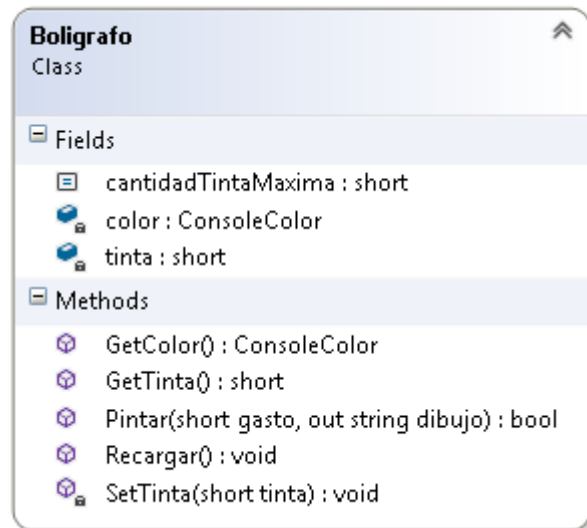 Boligrafo
Class
Fields
cantidadTintaMaxima : short
color : ConsoleColor
tinta : short
Methods
GetColor() : ConsoleColor
GetTinta() : short
Pintar(short gasto, out string dibujo) : bool
Recargar() : void
SetTinta(short tinta) : void